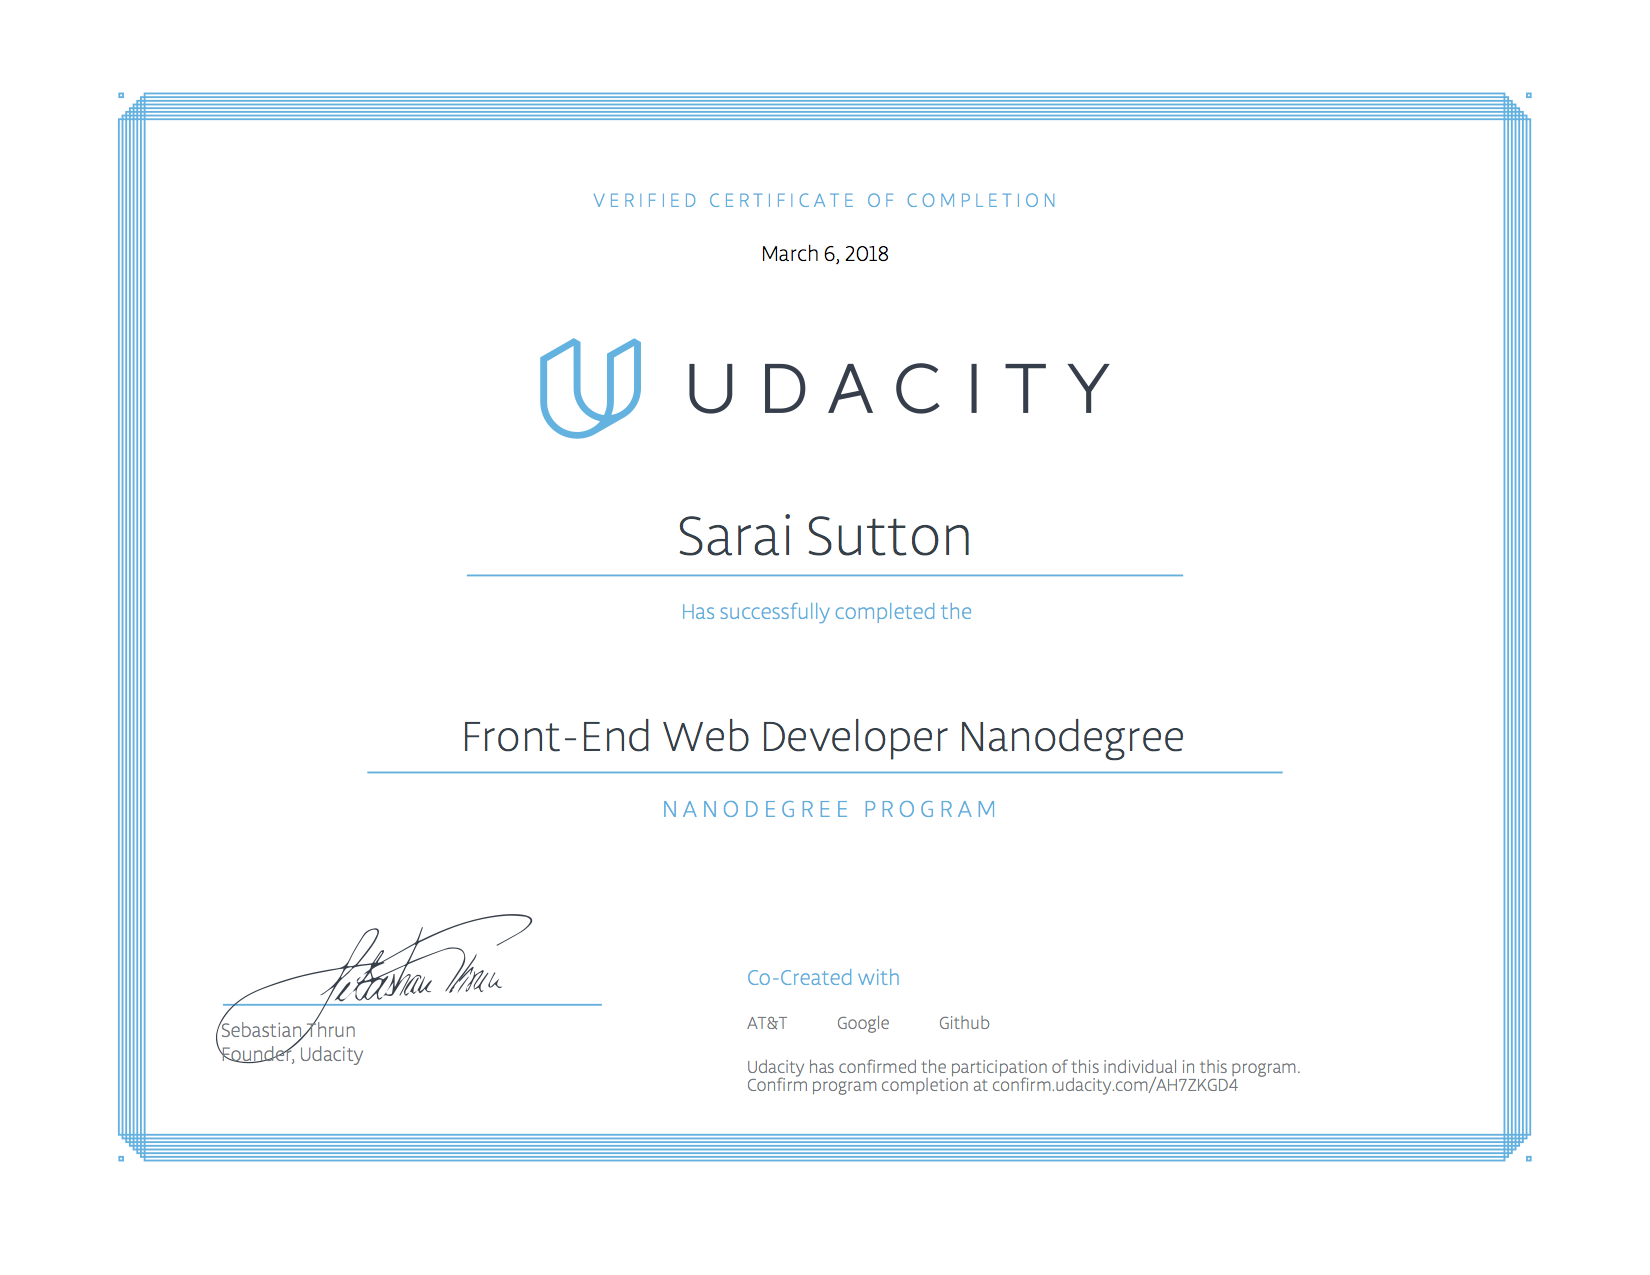 VERIFIED CERTIFICATE OF COMPLETION
March 6, 2018
UDACITY
Sarai Sutton
Has successfully completed the
Front-End Web Developer Nanodegree
NANODEGREE PROGRAM
Sebastian Thrun
Sebastian Thrun
Founder, Udacity
Co-Created with
AT&T Google Github
Udacity has confirmed the participation of this individual in this program.
Confirm program completion at confirm.udacity.com/AH7ZKGD4